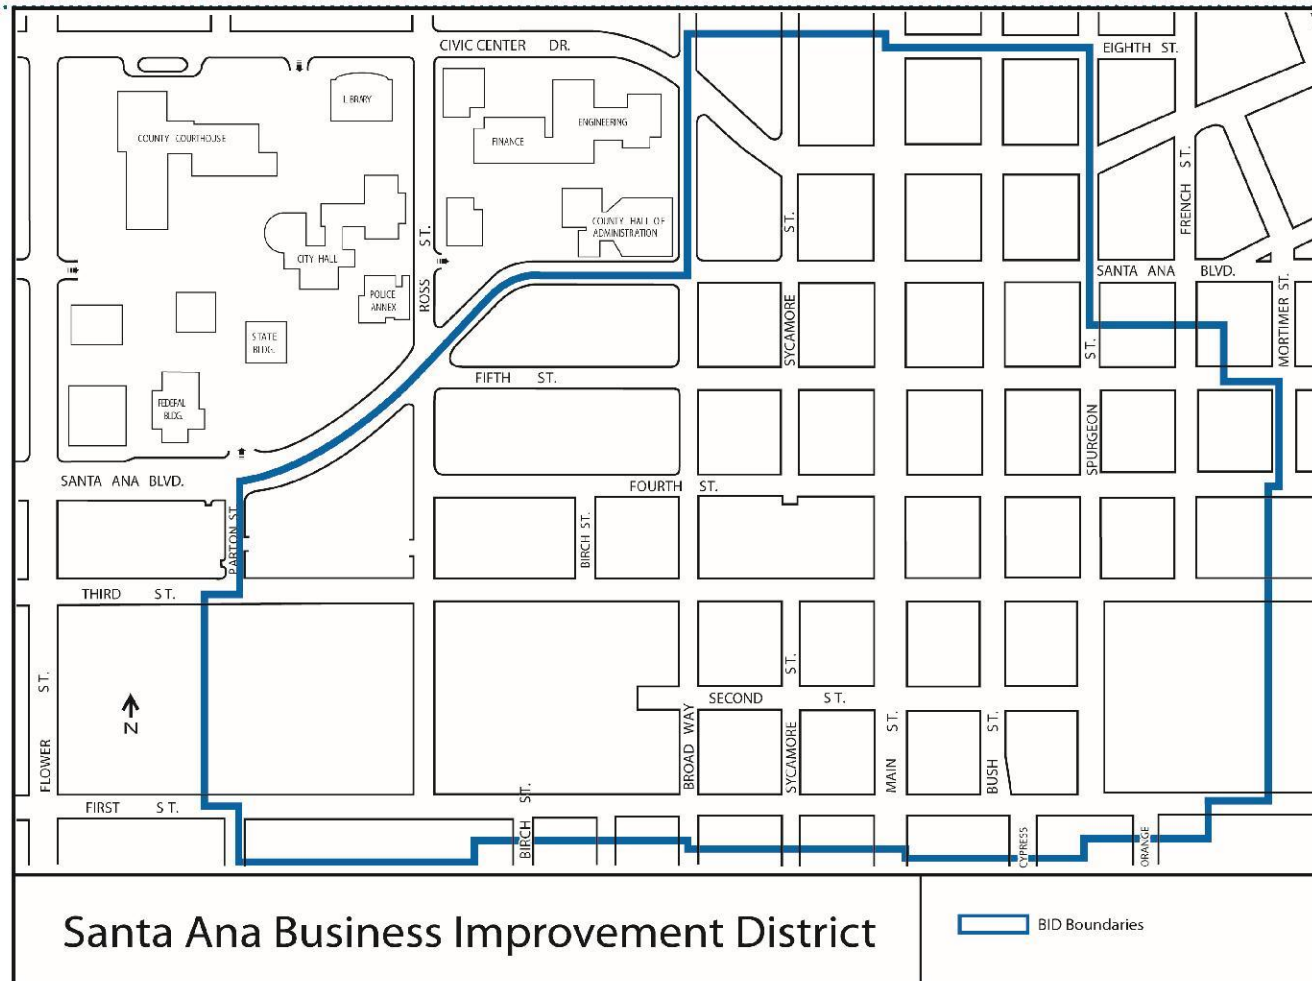 CIVIC CENTER DR.
EIGHTH ST.
LIBRARY
COUNTY COURTHOUSE
ENGINEERING
FINANCE
FRENCH ST.
COUNTY HALL OF
ADMINISTRATION
ST.
ROSS ST.
CITY HALL
SANTA ANA BLVD.
POLICE
ANNEX
SYCAMORE
MORTIMER ST.
STATE
BLDG.
ST.
FIFTH ST.
FEDERAL
BLDG.
SPURGEON
SANTA ANA BLVD.
FOURTH ST.
PARTON ST.
BIRCH ST.
THIRD ST.
FLOWER ST.
N
SECOND ST.
BROAD WAY
SYCAMORE ST.
MAIN ST.
BUSH ST.
FIRST ST.
BIRCH ST.
CYPRESS
ORANGE
Santa Ana Business Improvement District
BID Boundaries